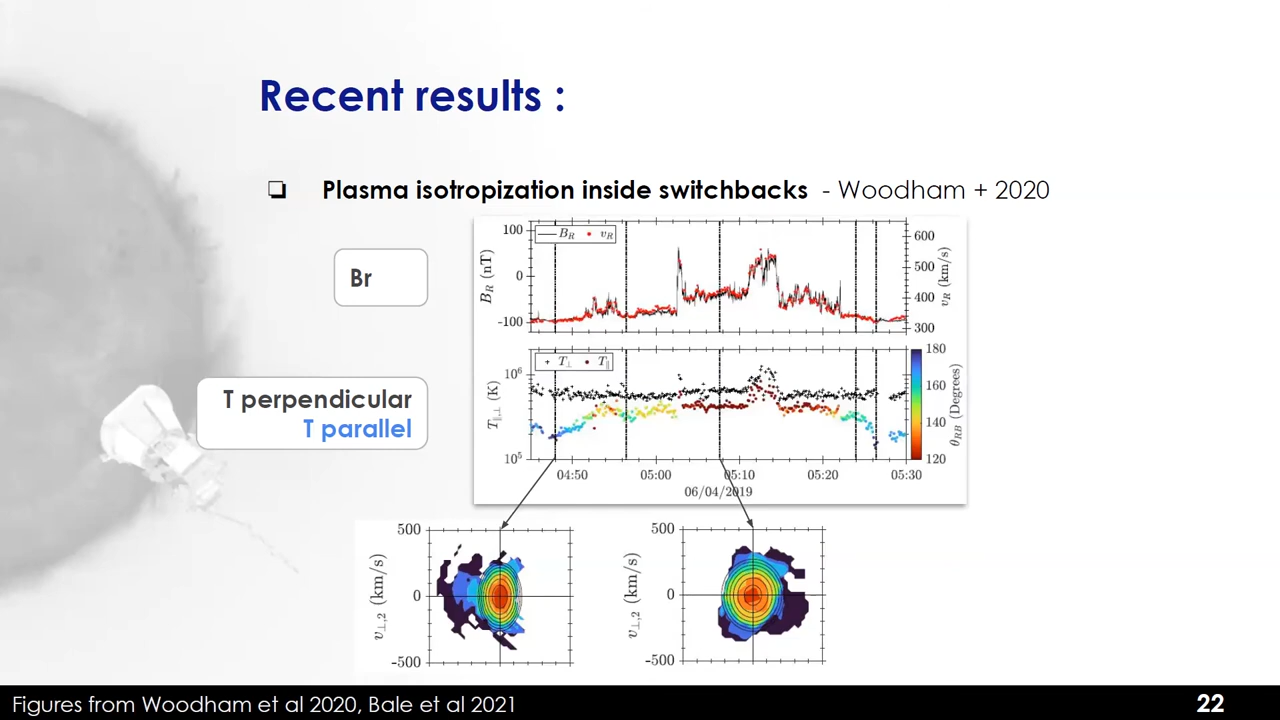 Recent results :
❑ Plasma isotropization inside switchbacks - Woodham + 2020
Br
T perpendicular
T parallel
100
0
-100
B_R (nT)
B_R v_R
600
500
400
300
v_R (km/s)
10^6
10^5
T_∥,⊥ (K)
T_⊥ T_∥
180
160
140
120
θ_RB (Degrees)
04:50 05:00 05:10 05:20 05:30
06/04/2019
500
0
-500
v_⊥,2 (km/s)
500
0
-500
v_⊥,2 (km/s)
Figures from Woodham et al 2020, Bale et al 2021
22